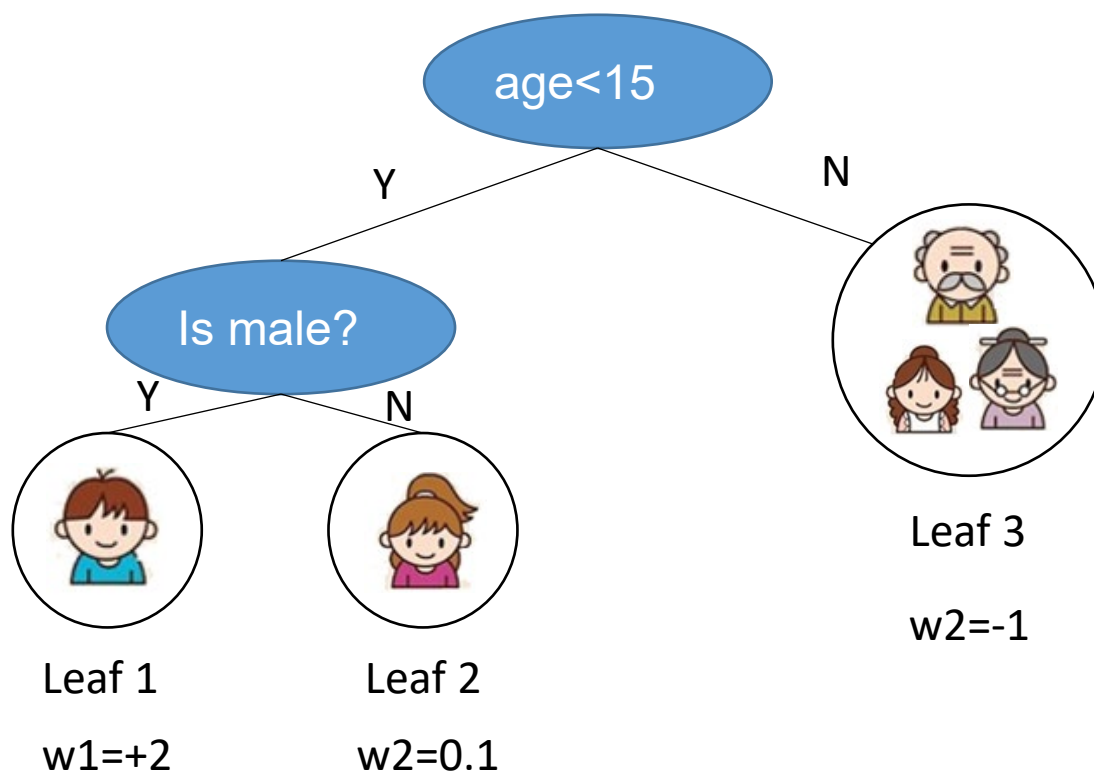 age<15
Y
N
Is male?
Y
N
Leaf 1
w1=+2
Leaf 2
w2=0.1
Leaf 3
w2=-1